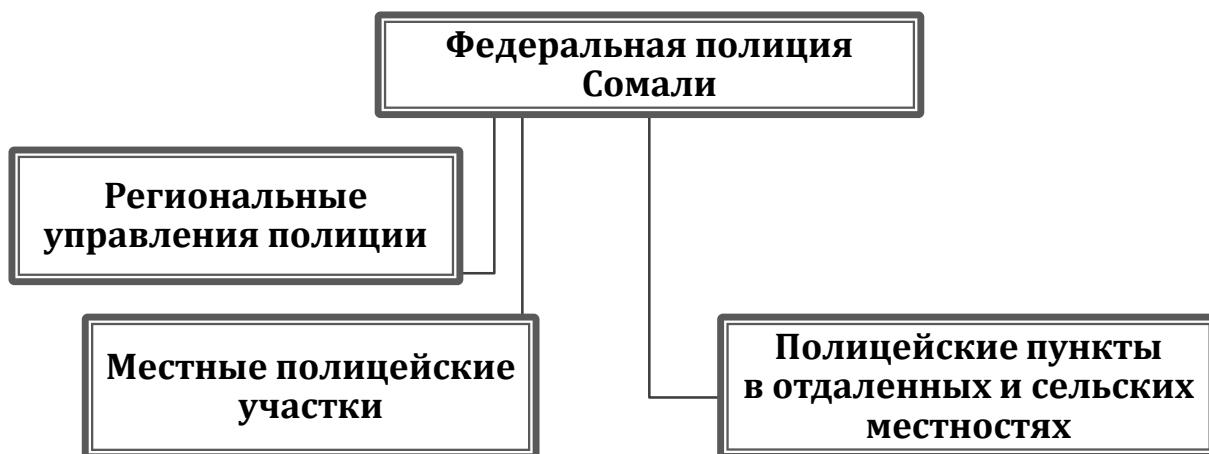 Федеральная полиция
Сомали
Региональные
управления полиции
Местные полицейские
участки
Полицейские пункты
в отдаленных и сельских
местностях